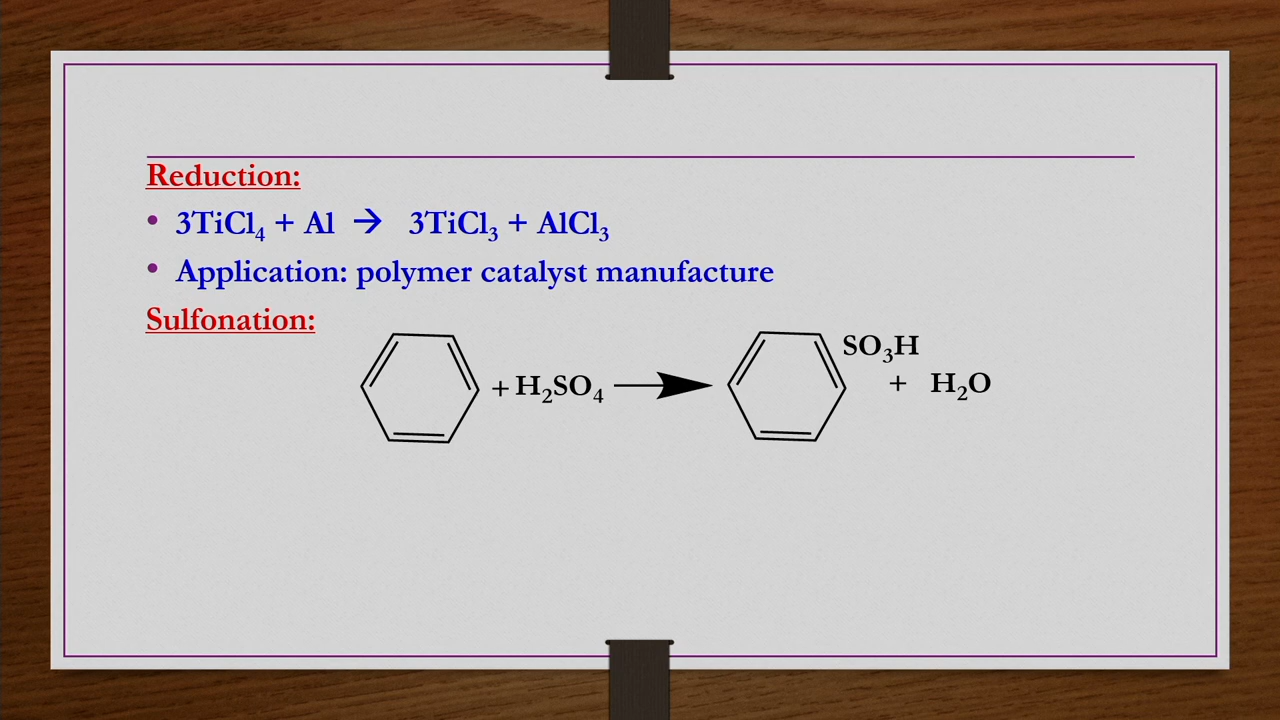 Reduction:
• 3TiCl₄ + Al → 3TiCl₃ + AlCl₃
• Application: polymer catalyst manufacture
Sulfonation:
+ H₂SO₄ SO₃H + H₂O